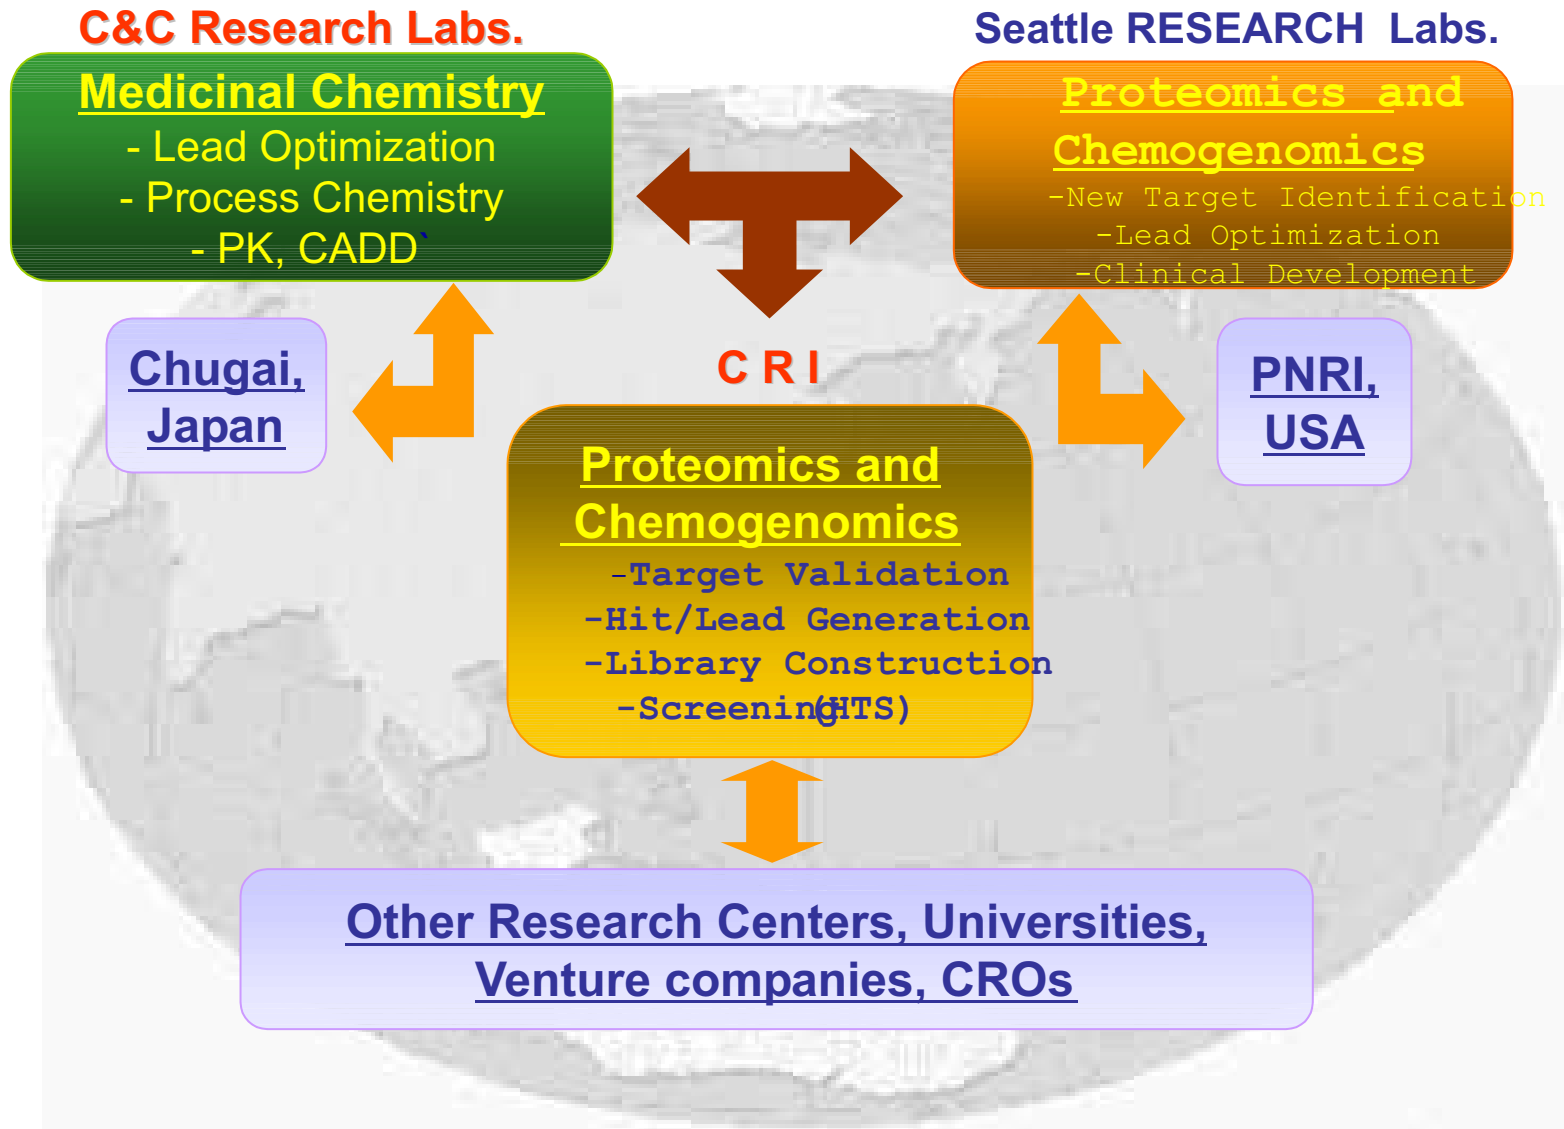 C&C Research Labs.
Medicinal Chemistry
- Lead Optimization
- Process Chemistry
- PK, CADD`
Seattle RESEARCH  Labs.
Proteomics and
Chemogenomics
-New Target Identification
-Lead Optimization
-Clinical Development
Chugai,
Japan
C R I
PNRI,
USA
Proteomics and
Chemogenomics
-Target Validation
-Hit/Lead Generation
-Library Construction
-Screening(HTS)
Other Research Centers, Universities,
Venture companies, CROs